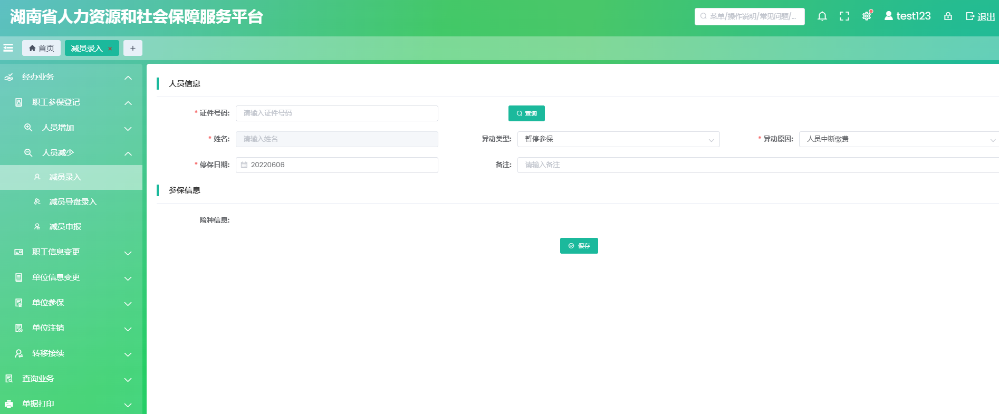 湖南省人力资源和社会保障服务平台
菜单/操作说明/常见问题/...
test123
退出
首页
减员录入 ×
+
经办业务
职工参保登记
人员增加
人员减少
减员录入
减员导盘录入
减员申报
职工信息变更
单位信息变更
单位参保
单位注销
转移接续
查询业务
单据打印
人员信息
* 证件号码: 请输入证件号码 查询
* 姓名: 请输入姓名 异动类型: 暂停参保 * 异动原因: 人员中断缴费
* 停保日期: 20220606 备注: 请输入备注
参保信息
险种信息:
保存